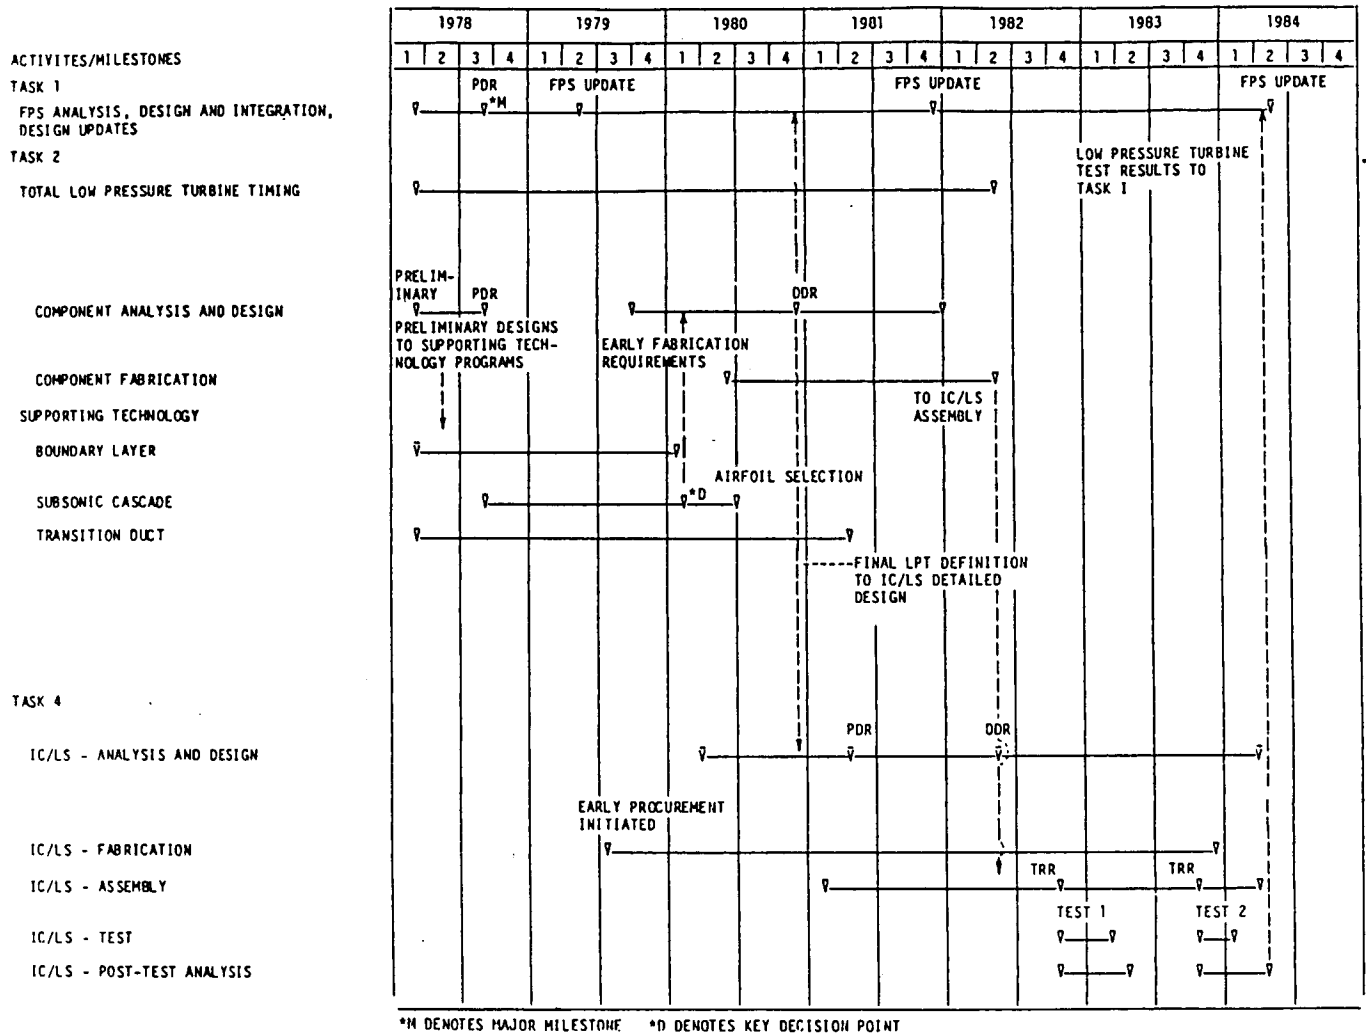 1978 1979 1980 1981 1982 1983 1984
ACTIVITES/MILESTONES 1 2 3 4 1 2 3 4 1 2 3 4 1 2 3 4 1 2 3 4 1 2 3 4 1 2 3 4
TASK 1 PDR FPS UPDATE FPS UPDATE FPS UPDATE
FPS ANALYSIS, DESIGN AND INTEGRATION, *M
DESIGN UPDATES
TASK 2
LOW PRESSURE TURBINE
TEST RESULTS TO
TASK I
TOTAL LOW PRESSURE TURBINE TIMING
PRELIM-
INARY PDR DDR
COMPONENT ANALYSIS AND DESIGN
PRELIMINARY DESIGNS
TO SUPPORTING TECH-
NOLOGY PROGRAMS
EARLY FABRICATION
REQUIREMENTS
COMPONENT FABRICATION
TO IC/LS
ASSEMBLY
SUPPORTING TECHNOLOGY
BOUNDARY LAYER
AIRFOIL SELECTION
SUBSONIC CASCADE *D
TRANSITION DUCT
FINAL LPT DEFINITION
TO IC/LS DETAILED
DESIGN
TASK 4
PDR DDR
IC/LS - ANALYSIS AND DESIGN
EARLY PROCUREMENT
INITIATED
IC/LS - FABRICATION
TRR TRR
IC/LS - ASSEMBLY
TEST 1 TEST 2
IC/LS - TEST
IC/LS - POST-TEST ANALYSIS
*M DENOTES MAJOR MILESTONE *D DENOTES KEY DECISION POINT